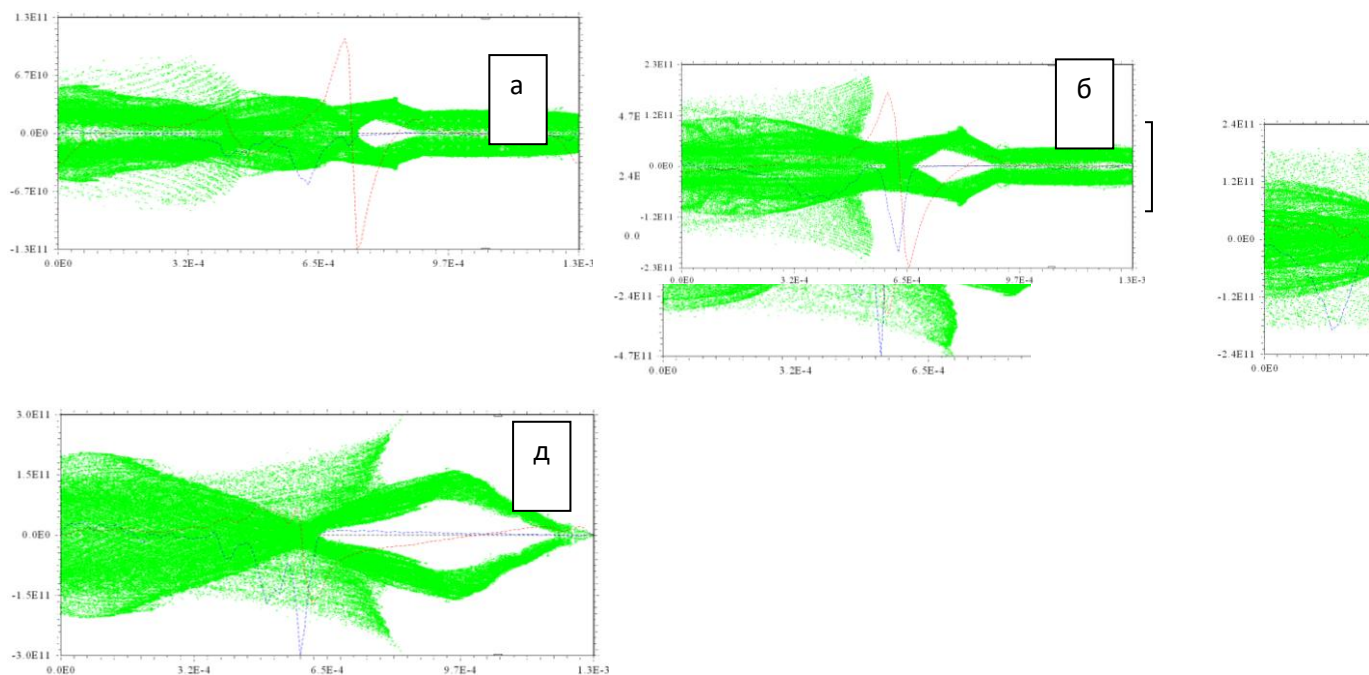 1.3E11
6.7E10
0.0E0
-6.7E10
-1.3E11
0.0E0 3.2E-4 6.5E-4 9.7E-4 1.3E-3
а
2.3E11
4.7E 1.2E11
0.0E0
2.4E
-1.2E11
0.0
-2.3E11
0.0E0 3.2E-4 6.5E-4 9.7E-4 1.3E-3
б
-2.4E11
-4.7E11
0.0E0 3.2E-4 6.5E-4
2.4E11
1.2E11
0.0E0
-1.2E11
-2.4E11
0.0E0
3.0E11
1.5E11
0.0E0
-1.5E11
-3.0E11
0.0E0 3.2E-4 6.5E-4 9.7E-4 1.3E-3
д